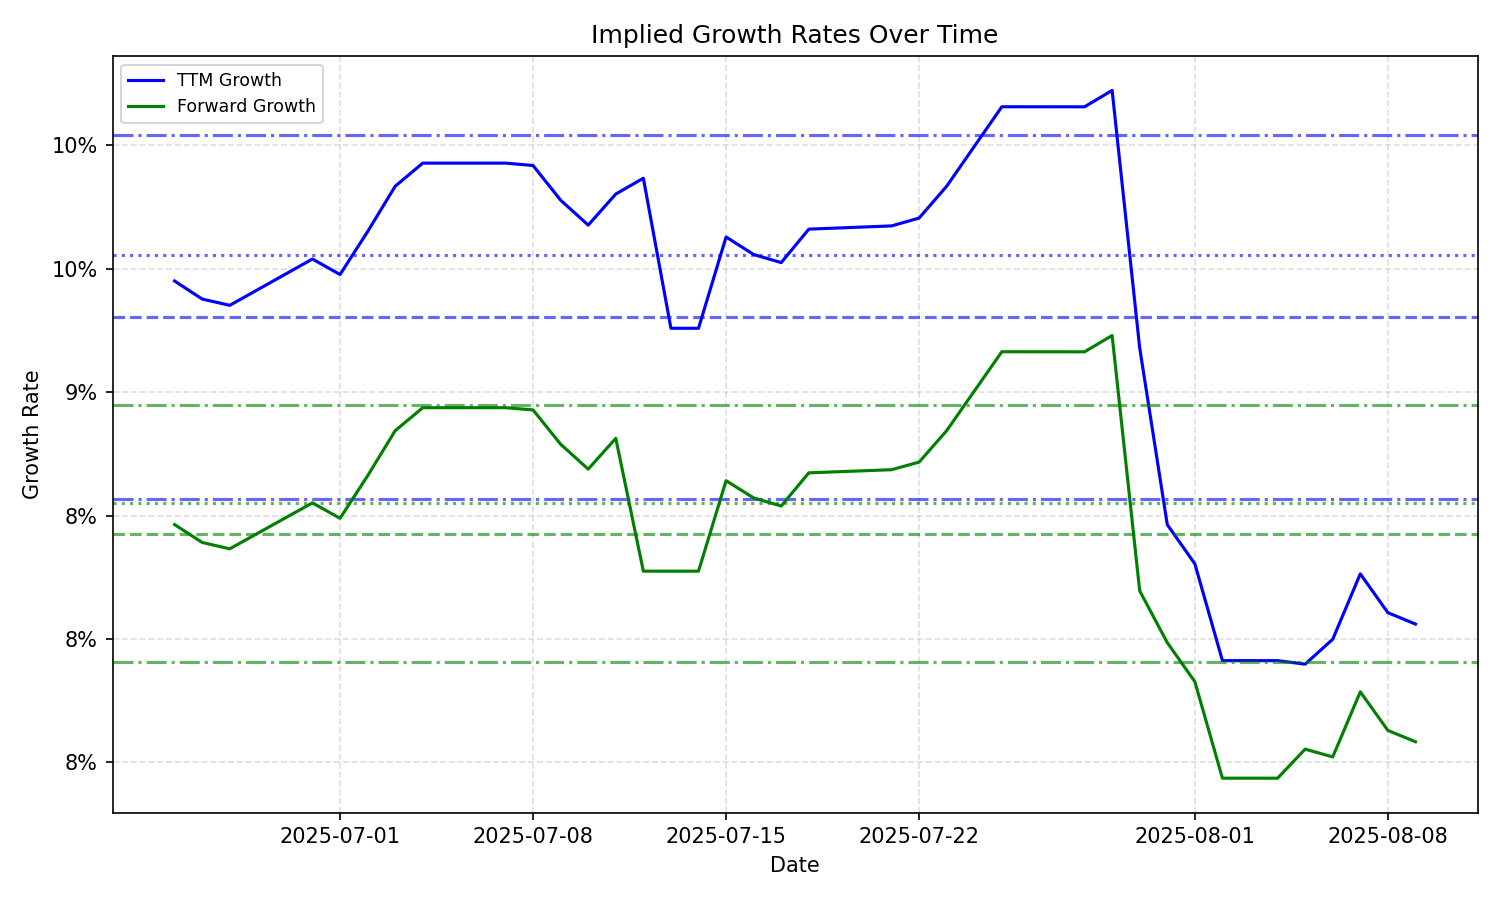 Implied Growth Rates Over Time
TTM Growth
Forward Growth
10%
10%
9%
8%
8%
8%
Growth Rate
2025-07-01
2025-07-08
2025-07-15
2025-07-22
2025-08-01
2025-08-08
Date